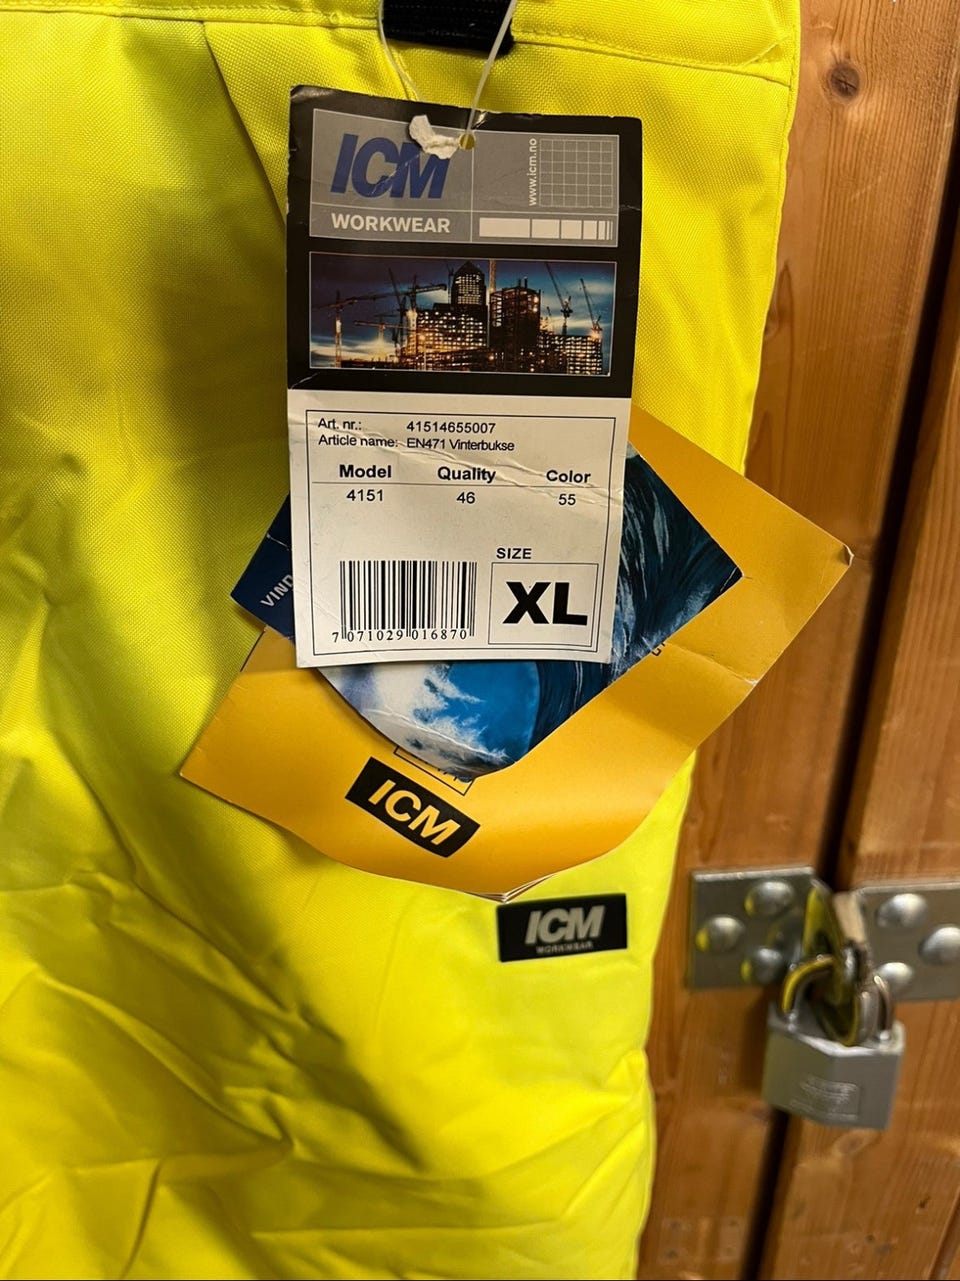 ICM
www.icm.no
WORKWEAR
Art. nr.: 41514655007
Article name: EN471 Vinterbukse
Model Quality Color
4151 46 55
SIZE
XL
7 071029 016870
VIND
ICM
ICM
WORKWEAR